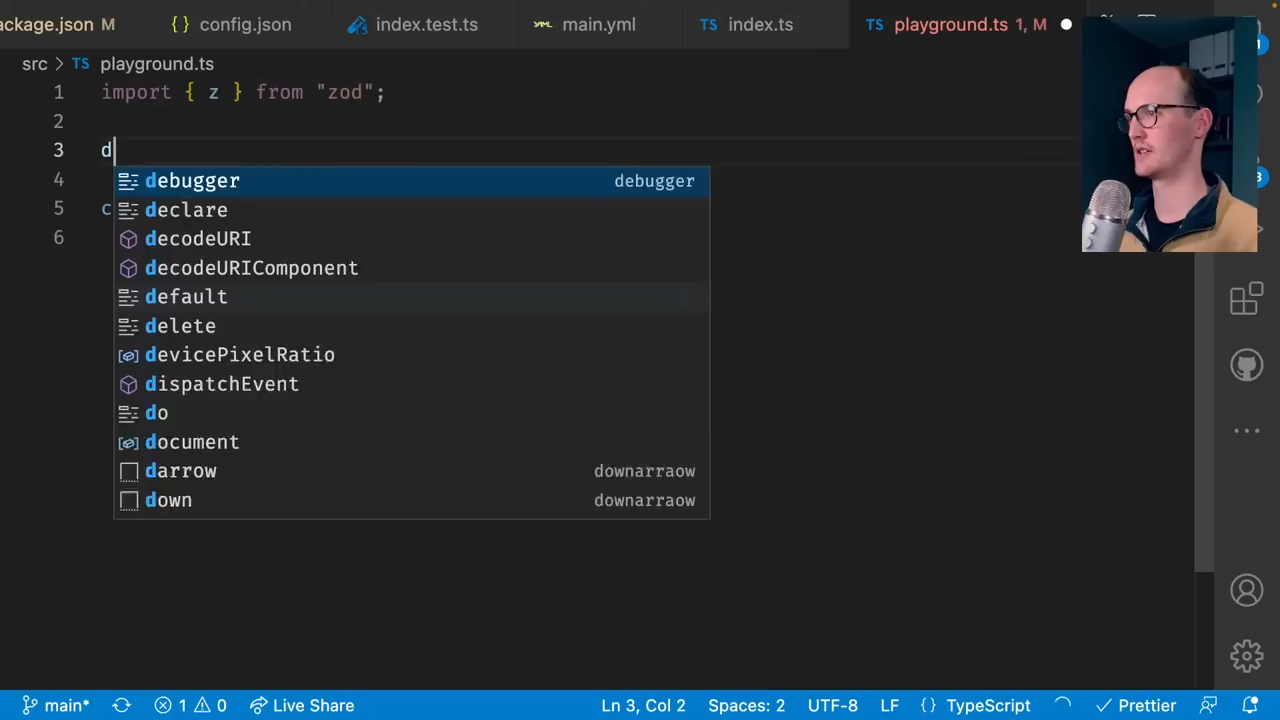 ackage.json M
{} config.json
index.test.ts
YML main.yml
TS index.ts
TS playground.ts 1, M
src > TS playground.ts
1 import { z } from "zod";
2
3 d
4
5 c
6
debugger debugger
declare
decodeURI
decodeURIComponent
default
delete
devicePixelRatio
dispatchEvent
do
document
darrow downarraow
down downarraow
main* 1 0 Live Share Ln 3, Col 2 Spaces: 2 UTF-8 LF {} TypeScript Prettier